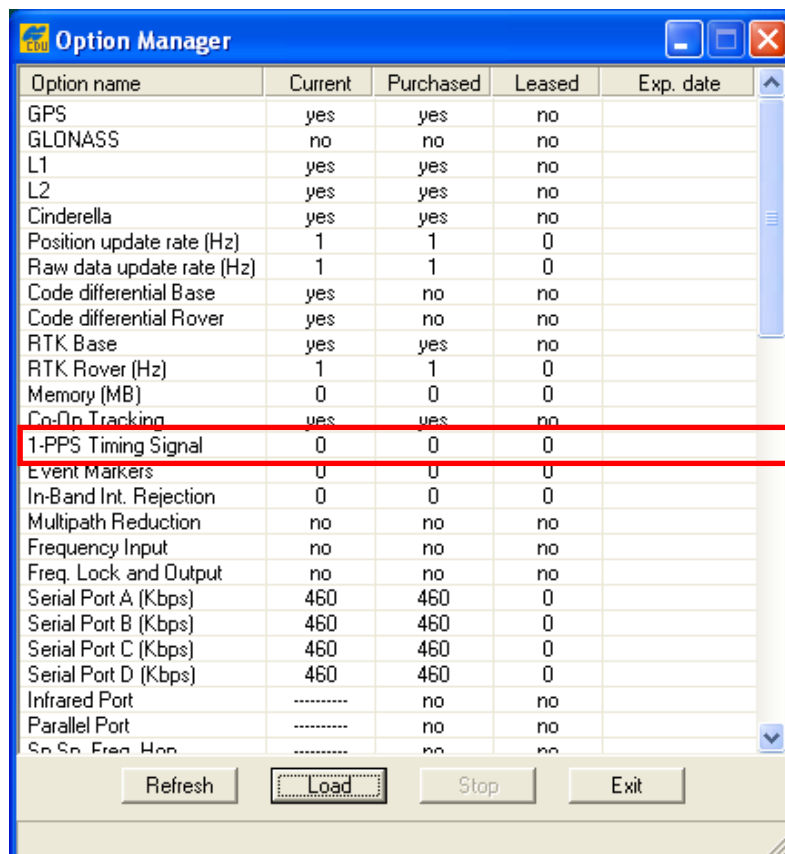 CDU Option Manager
Option name Current Purchased Leased Exp. date
GPS yes yes no
GLONASS no no no
L1 yes yes no
L2 yes yes no
Cinderella yes yes no
Position update rate (Hz) 1 1 0
Raw data update rate (Hz) 1 1 0
Code differential Base yes no no
Code differential Rover yes no no
RTK Base yes yes no
RTK Rover (Hz) 1 1 0
Memory (MB) 0 0 0
Co-Op Tracking yes yes no
1-PPS Timing Signal 0 0 0
Event Markers 0 0 0
In-Band Int. Rejection 0 0 0
Multipath Reduction no no no
Frequency Input no no no
Freq. Lock and Output no no no
Serial Port A (Kbps) 460 460 0
Serial Port B (Kbps) 460 460 0
Serial Port C (Kbps) 460 460 0
Serial Port D (Kbps) 460 460 0
Infrared Port --------- no no
Parallel Port --------- no no
Sp.Sp. Freq. Hop --------- no no
Refresh Load Stop Exit